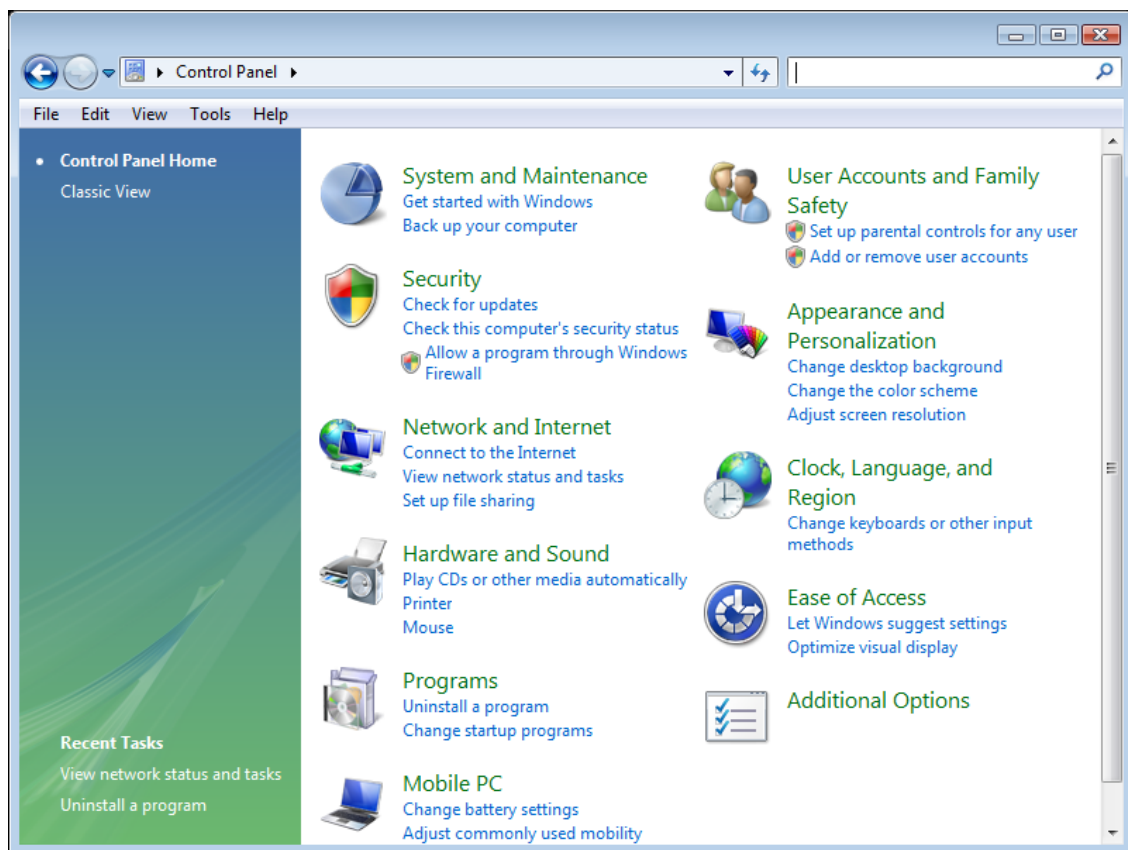 Control Panel
File Edit View Tools Help
Control Panel Home
Classic View
Recent Tasks
View network status and tasks
Uninstall a program
System and Maintenance
Get started with Windows
Back up your computer
Security
Check for updates
Check this computer's security status
Allow a program through Windows
Firewall
Network and Internet
Connect to the Internet
View network status and tasks
Set up file sharing
Hardware and Sound
Play CDs or other media automatically
Printer
Mouse
Programs
Uninstall a program
Change startup programs
Mobile PC
Change battery settings
Adjust commonly used mobility
User Accounts and Family
Safety
Set up parental controls for any user
Add or remove user accounts
Appearance and
Personalization
Change desktop background
Change the color scheme
Adjust screen resolution
Clock, Language, and
Region
Change keyboards or other input
methods
Ease of Access
Let Windows suggest settings
Optimize visual display
Additional Options